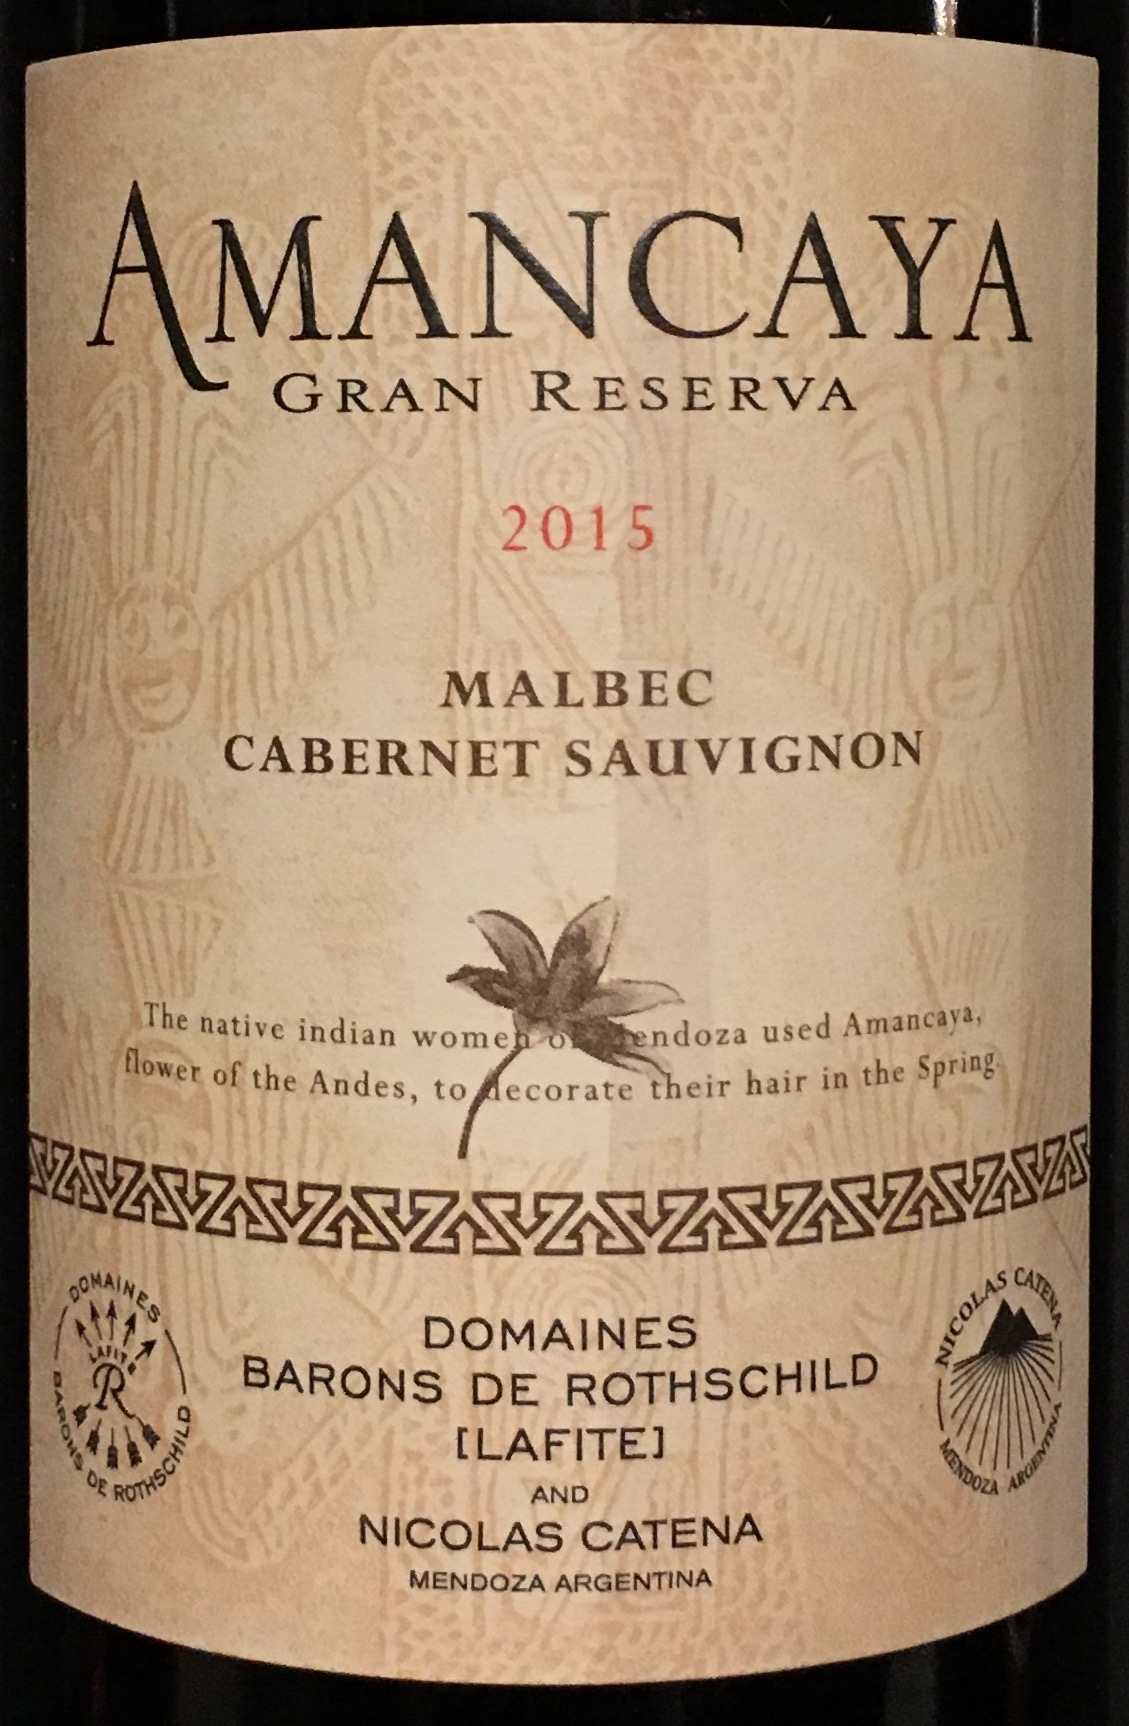 AMANCAYA
GRAN RESERVA
2015
MALBEC
CABERNET SAUVIGNON
The native indian women of Mendoza used Amancaya,
flower of the Andes, to decorate their hair in the Spring.
DOMAINES
BARONS DE ROTHSCHILD
[LAFITE]
AND
NICOLAS CATENA
MENDOZA ARGENTINA
DOMAINES
LAFITE
R
BARONS DE ROTHSCHILD
NICOLAS CATENA
MENDOZA ARGENTINA